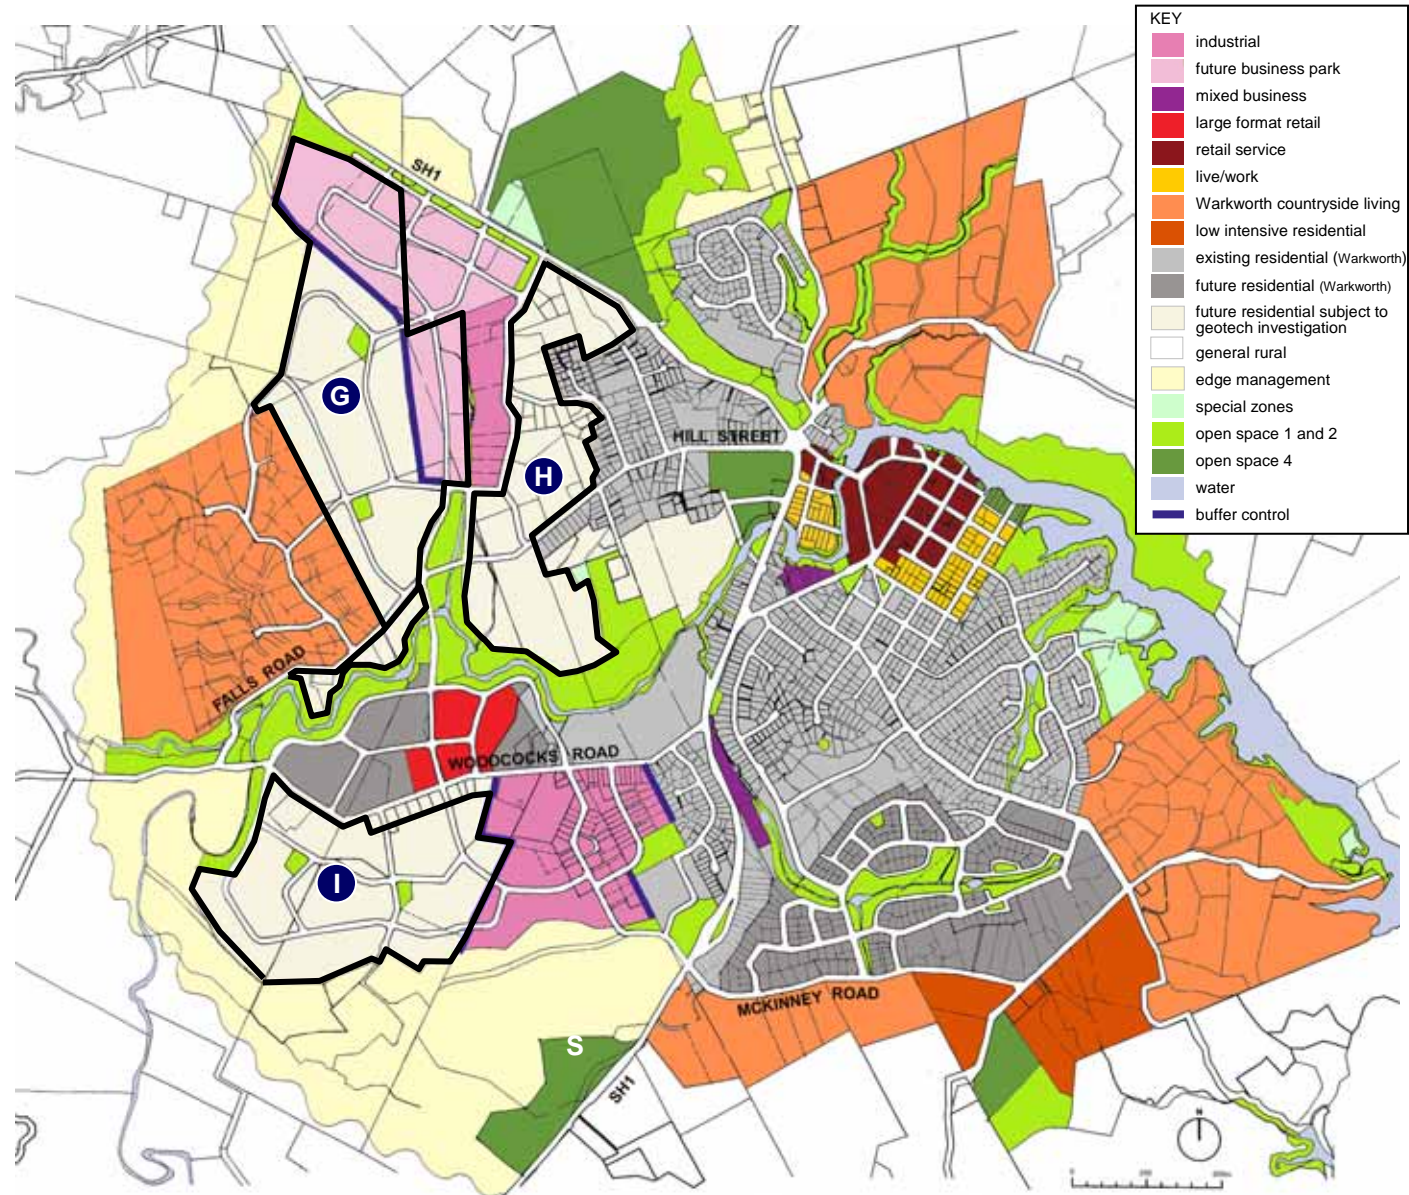 KEY
industrial
future business park
mixed business
large format retail
retail service
live/work
Warkworth countryside living
low intensive residential
existing residential (Warkworth)
future residential (Warkworth)
future residential subject to
geotech investigation
general rural
edge management
special zones
open space 1 and 2
open space 4
water
buffer control
SH1
G
HILL STREET
H
FALLS ROAD
WOODCOCKS ROAD
I
MCKINNEY ROAD
S
SH1
N
0